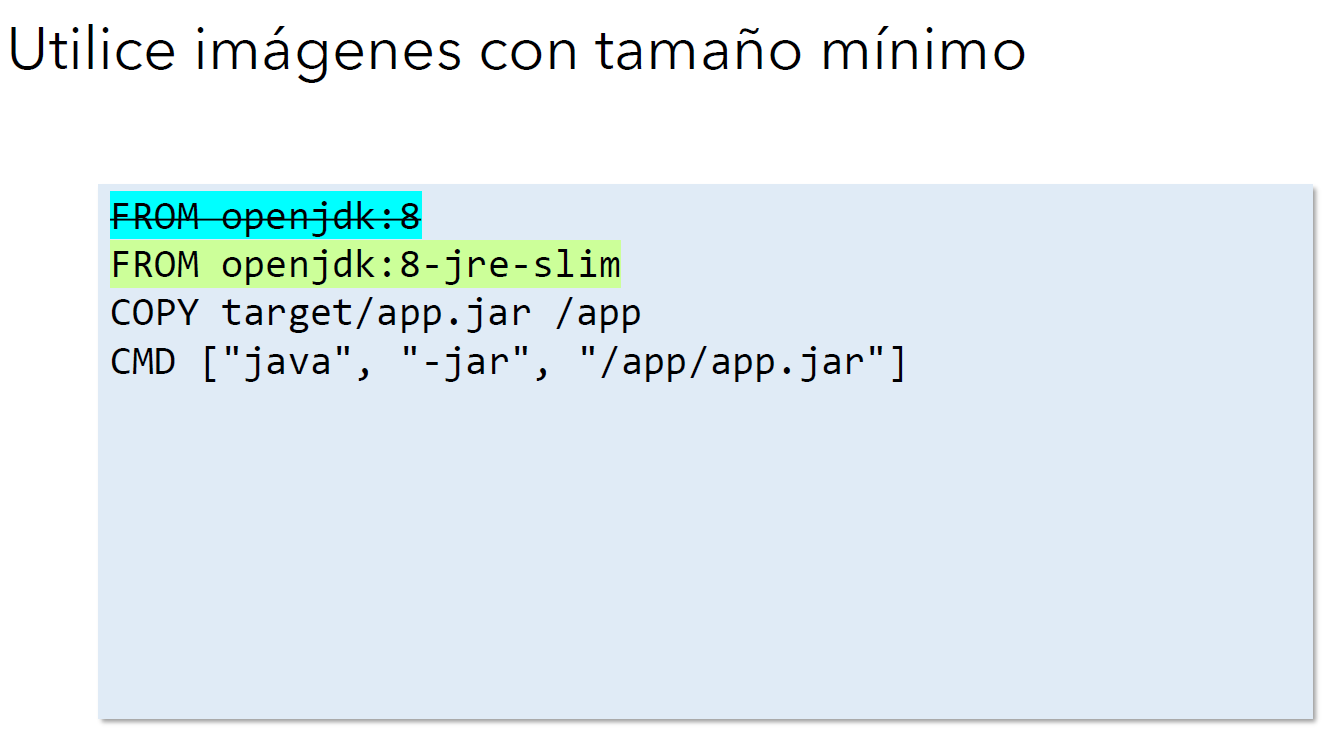 Utilice imágenes con tamaño mínimo
FROM openjdk:8
FROM openjdk:8-jre-slim
COPY target/app.jar /app
CMD ["java", "-jar", "/app/app.jar"]